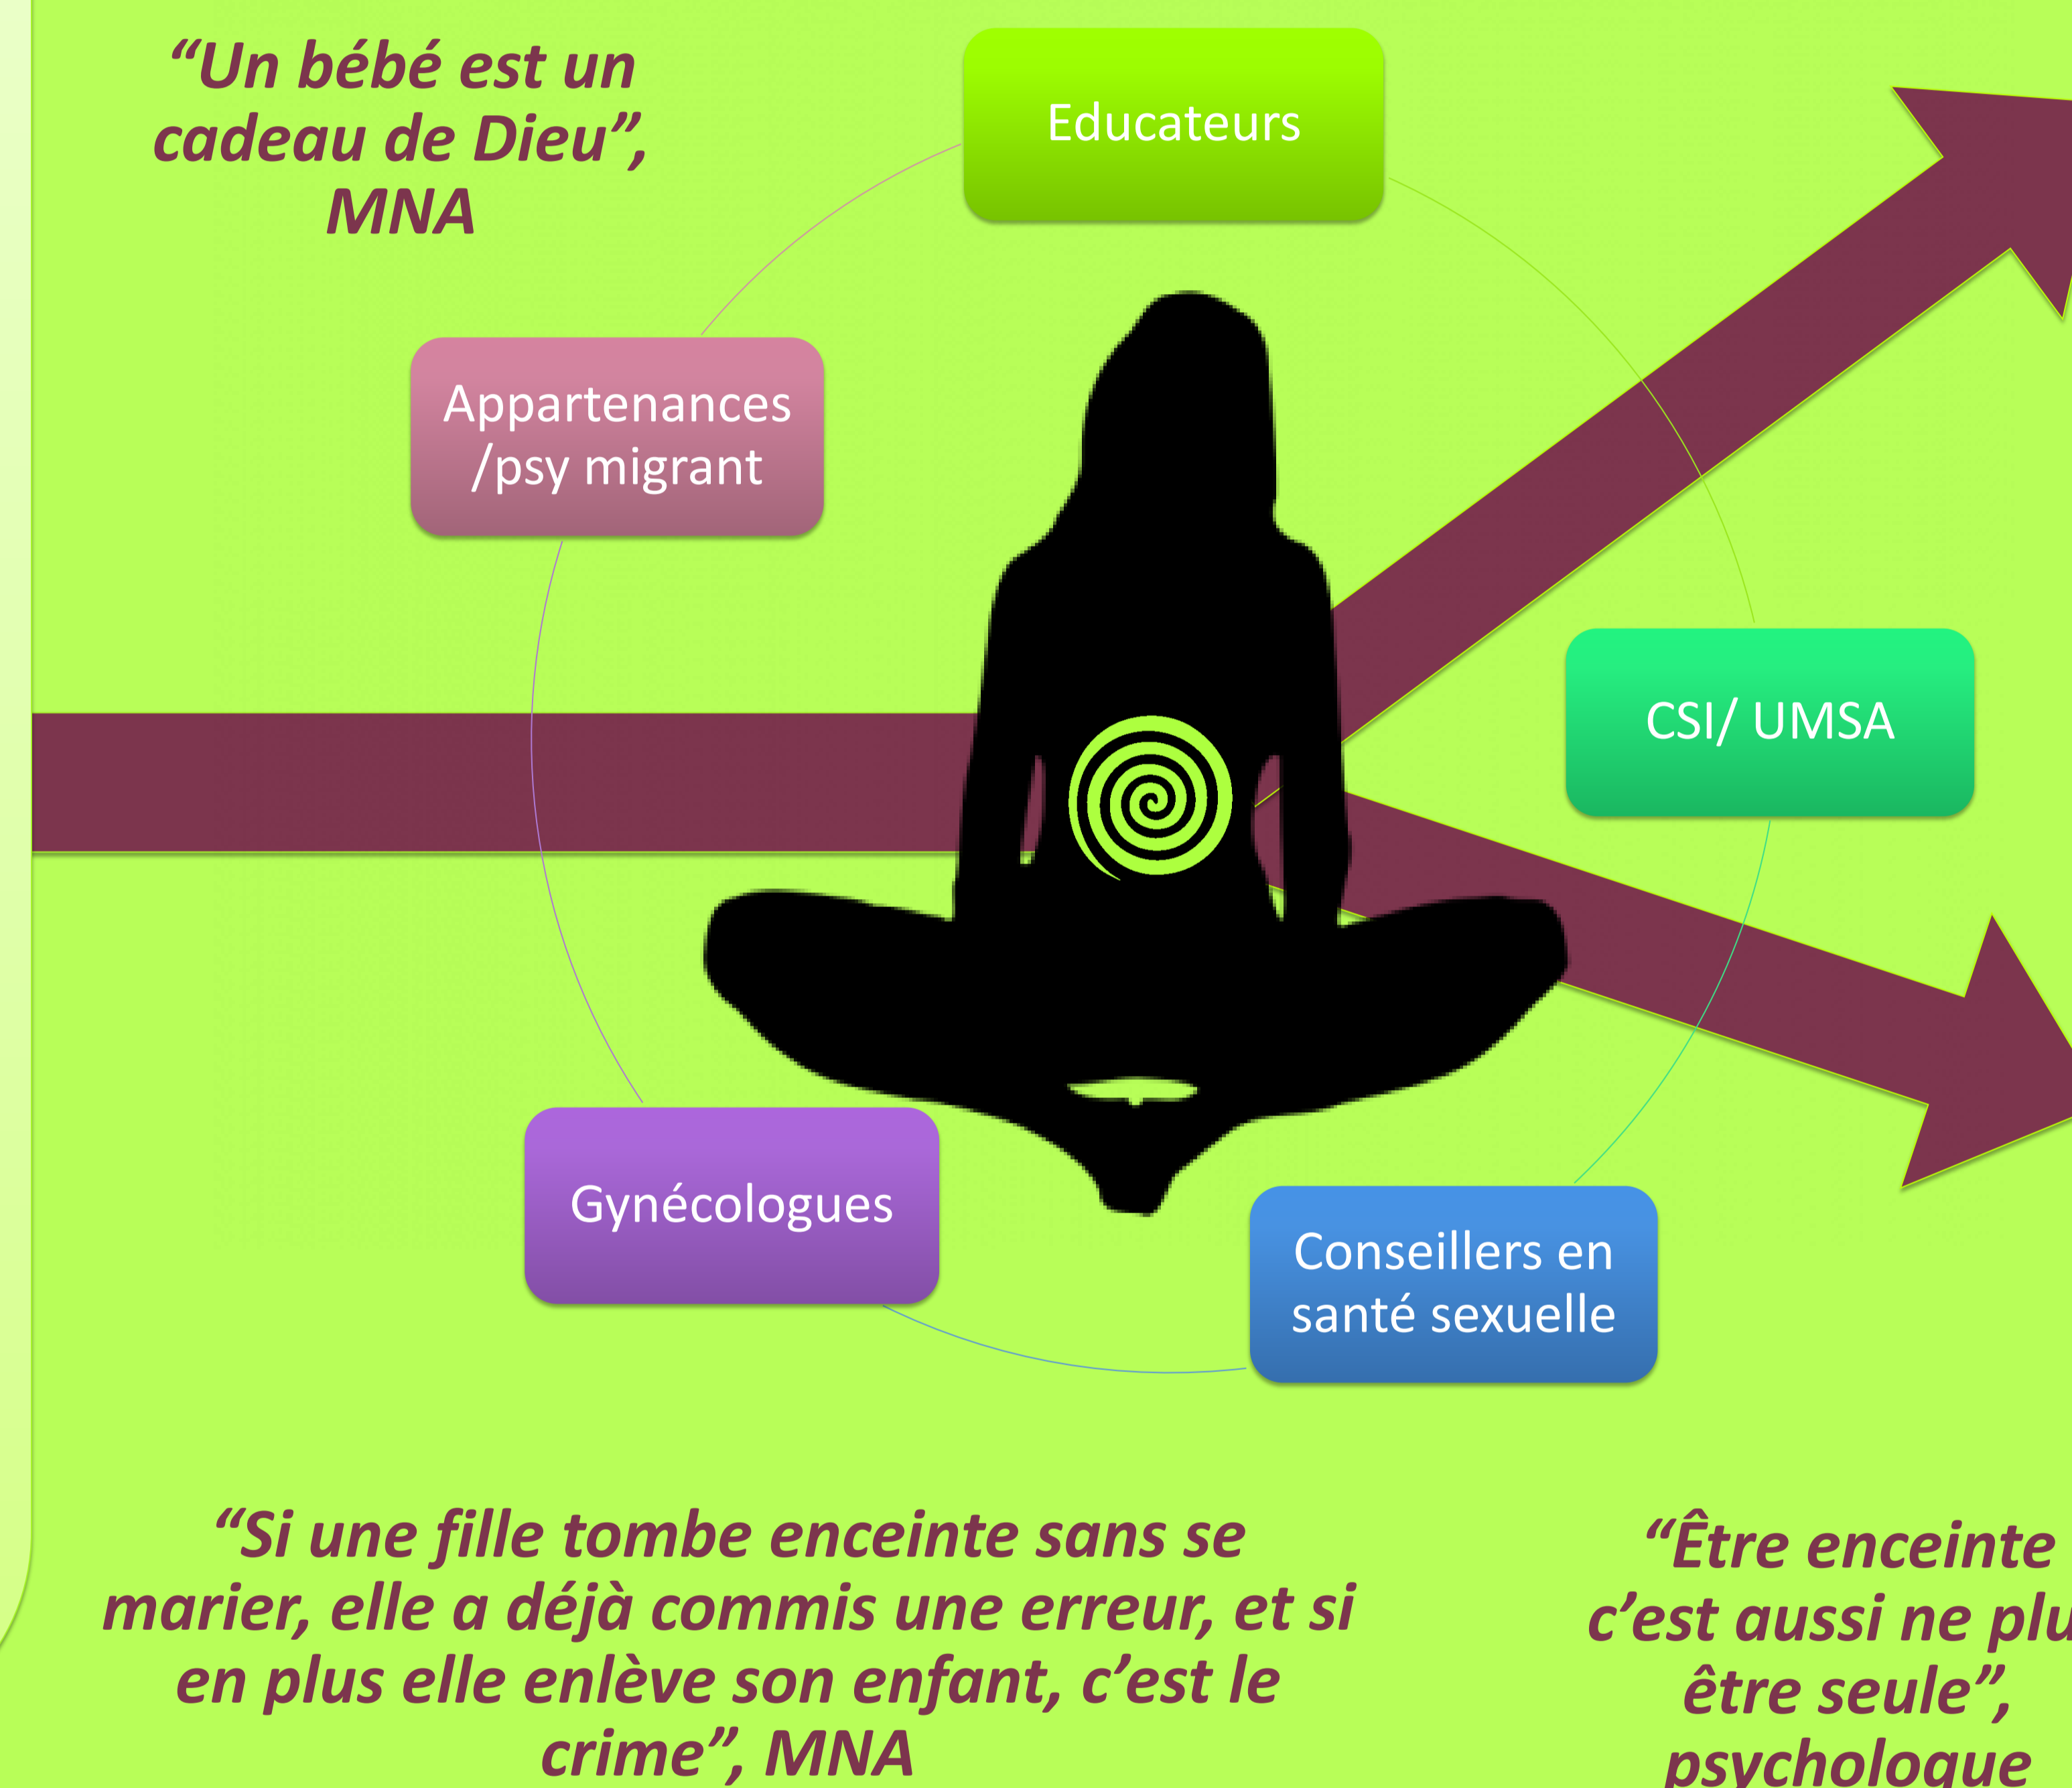 “Un bébé est un
cadeau de Dieu”,
MNA
Educateurs
Appartenances
/psy migrant
CSI/ UMSA
Gynécologues
Conseillers en
santé sexuelle
“Si une fille tombe enceinte sans se
marier, elle a déjà commis une erreur, et si
en plus elle enlève son enfant, c’est le
crime”, MNA
“Être enceinte
c’est aussi ne plu
être seule”,
psychologue